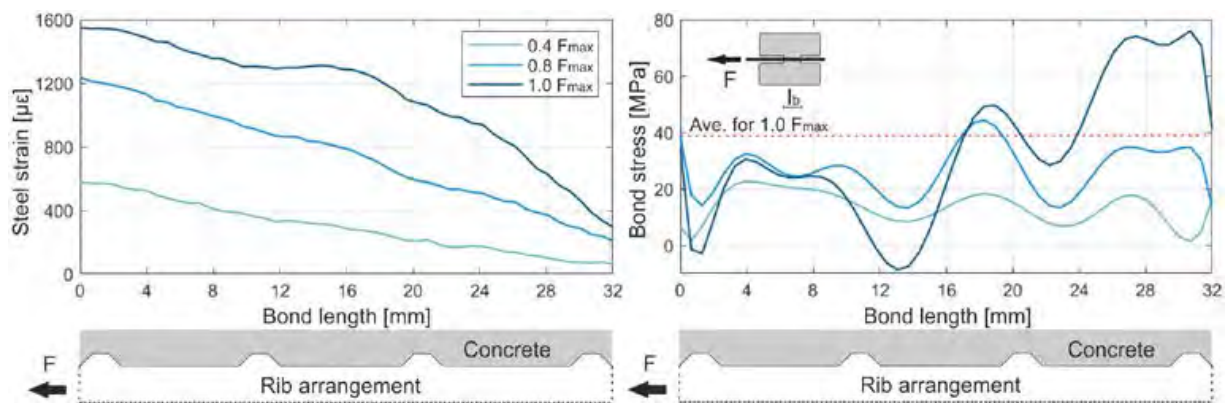 1600
1200
800
400
0
Steel strain [με]
0.4 Fmax
0.8 Fmax
1.0 Fmax
0 4 8 12 16 20 24 28 32
Bond length [mm]
F
Concrete
Rib arrangement
80
60
40
20
0
Bond stress [MPa]
F
lb
Ave. for 1.0 Fmax
0 4 8 12 16 20 24 28 32
Bond length [mm]
F
Concrete
Rib arrangement